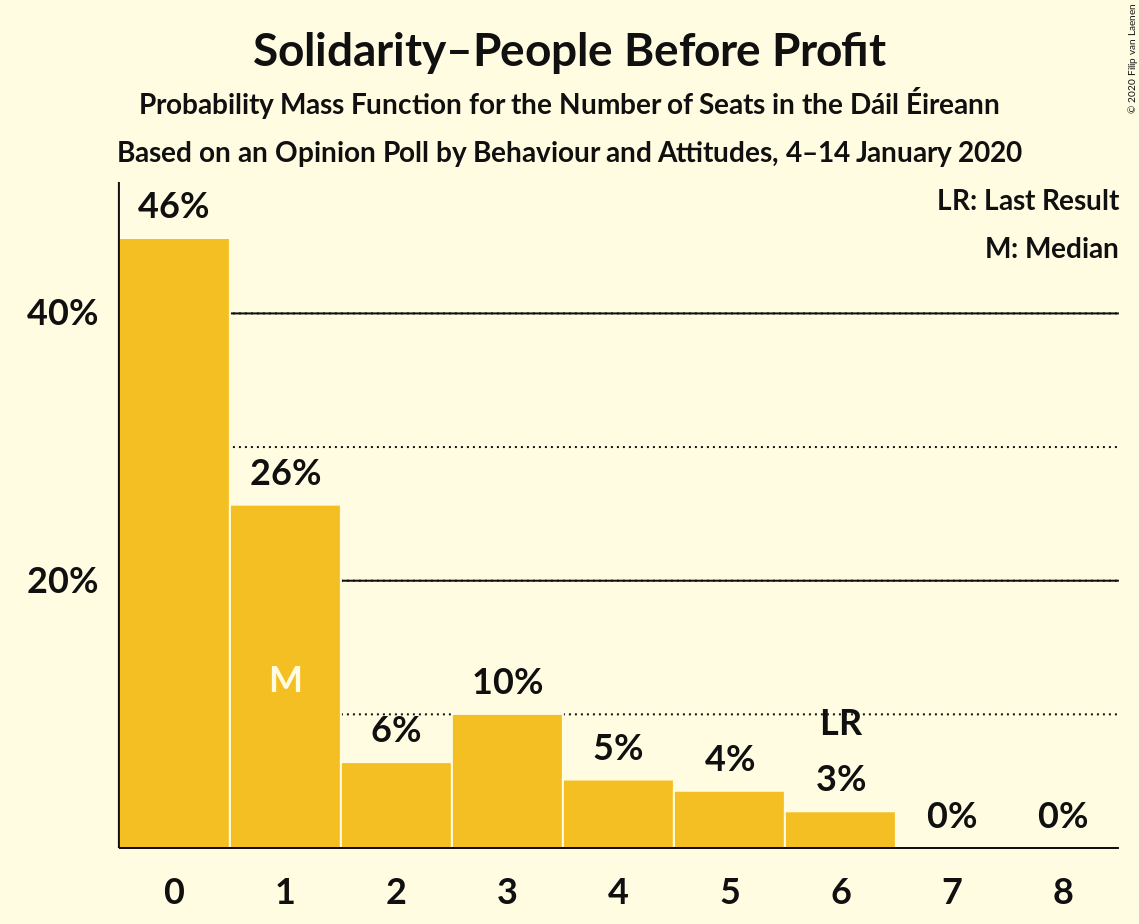 Solidarity–People Before Profit
Probability Mass Function for the Number of Seats in the Dáil Éireann
Based on an Opinion Poll by Behaviour and Attitudes, 4–14 January 2020
© 2020 Filip van Laenen
LR: Last Result
M: Median
46%
40%
26%
20%
M
10%
LR
6%
5%
4%
3%
0%
0%
0 1 2 3 4 5 6 7 8